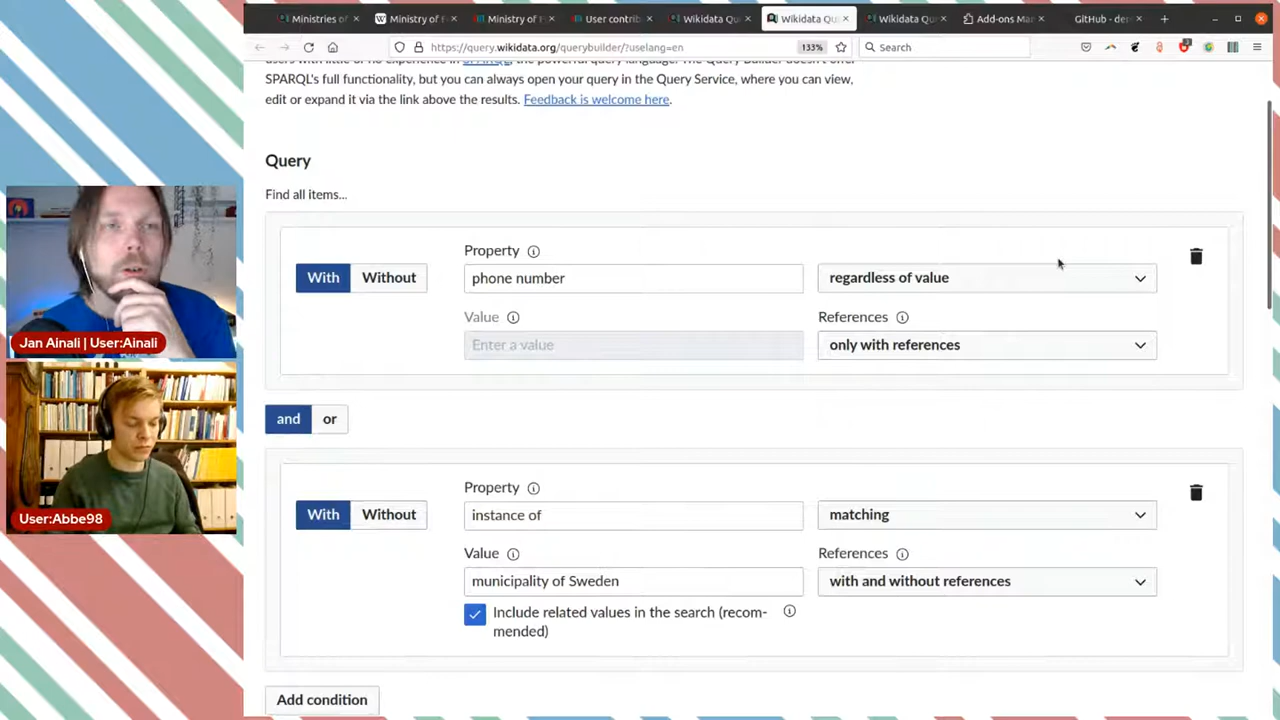 Ministries of
Ministry of E
Ministry of F
User contrib
Wikidata Qu
Wikidata Qu
Wikidata Qu
Add-ons Man
GitHub - der
https://query.wikidata.org/querybuilder/?uselang=en
133%
Search
SPARQL's full functionality, but you can always open your query in the Query Service, where you can view,
edit or expand it via the link above the results. Feedback is welcome here.
Query
Find all items...
Property
With
Without
phone number
regardless of value
Value
References
Enter a value
only with references
and
or
Property
With
Without
instance of
matching
Value
References
municipality of Sweden
with and without references
Include related values in the search (recom-
mended)
Add condition
Jan Ainali | User:Ainali
User:Abbe98